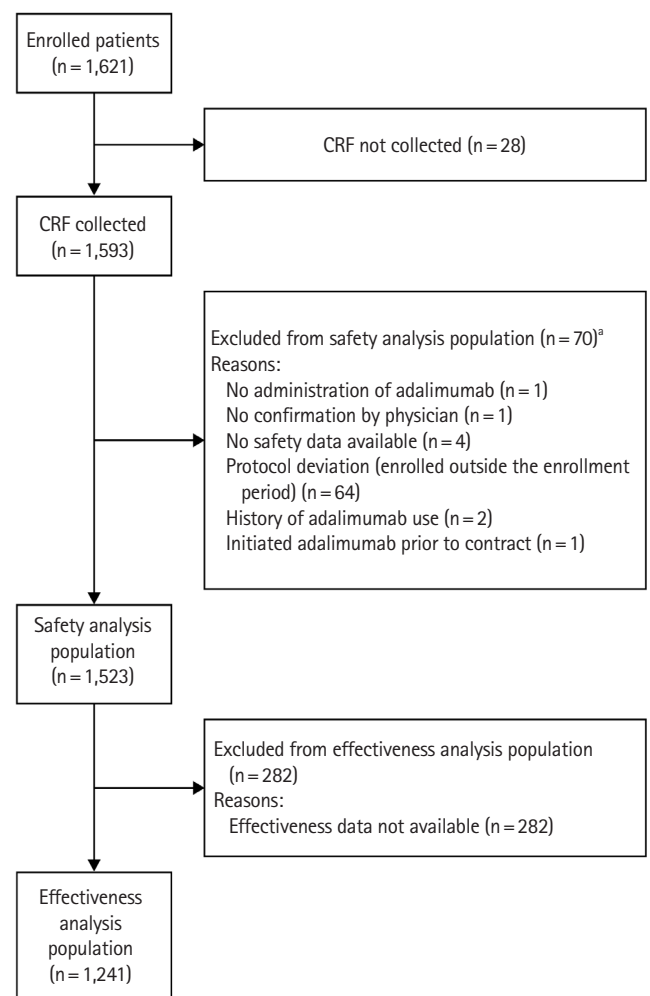 Enrolled patients
(n = 1,621)
CRF not collected (n = 28)
CRF collected
(n = 1,593)
Excluded from safety analysis population (n = 70)ᵃ
Reasons:
No administration of adalimumab (n = 1)
No confirmation by physician (n = 1)
No safety data available (n = 4)
Protocol deviation (enrolled outside the enrollment
period) (n = 64)
History of adalimumab use (n = 2)
Initiated adalimumab prior to contract (n = 1)
Safety analysis
population
(n = 1,523)
Excluded from effectiveness analysis population
(n = 282)
Reasons:
Effectiveness data not available (n = 282)
Effectiveness
analysis
population
(n = 1,241)